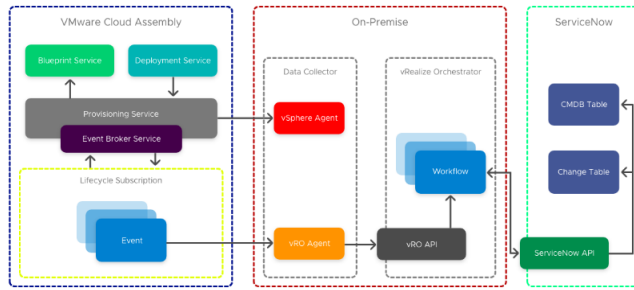 VMware Cloud Assembly
Blueprint Service
Deployment Service
Provisioning Service
Event Broker Service
Lifecycle Subscription
Event
On-Premise
Data Collector
vSphere Agent
vRO Agent
vRealize Orchestrator
Workflow
vRO API
ServiceNow
CMDB Table
Change Table
ServiceNow API